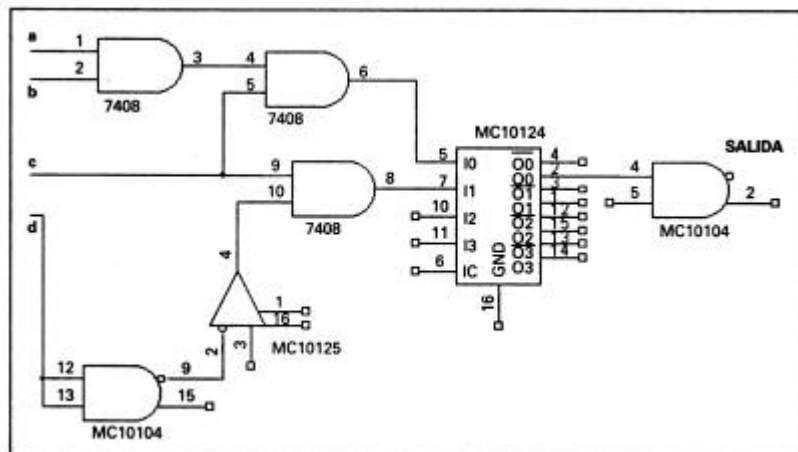 a
1
2
b
3
7408
4
5
6
7408
c
9
10
8
7408
d
4
1
16
2
3
MC10125
12
13
9
15
MC10104
MC10124
5 I0
7 I1
10 I2
11 I3
6 IC
GND
16
O0 4
O0 2
O1
O1
O2
O2
O3
O3
4
5
2
SALIDA
MC10104